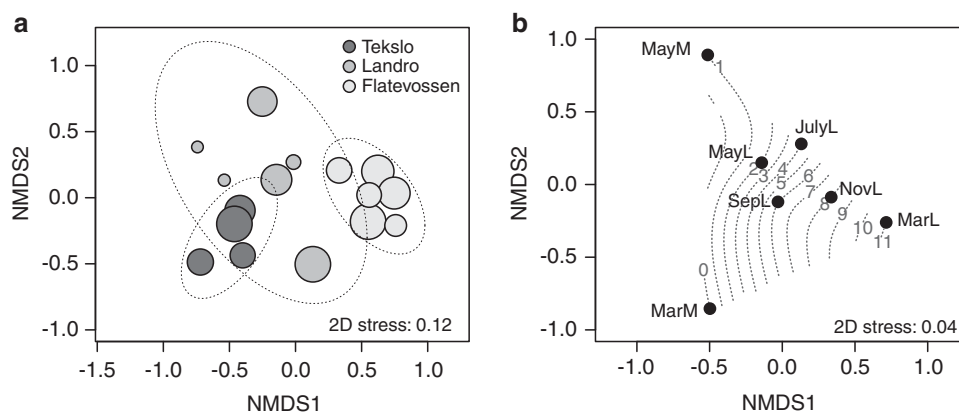 a
Tekslo
Landro
Flatevossen
1.0
0.5
0.0
-0.5
-1.0
NMDS2
2D stress: 0.12
-1.5
-1.0
-0.5
0.0
0.5
1.0
NMDS1
b
1.0
0.5
0.0
-0.5
-1.0
NMDS2
MayM
1
JulyL
MayL
2
3
4
5
6
7
8
9
10
11
SepL
NovL
MarL
0
MarM
2D stress: 0.04
-1.0
-0.5
0.0
0.5
1.0
NMDS1